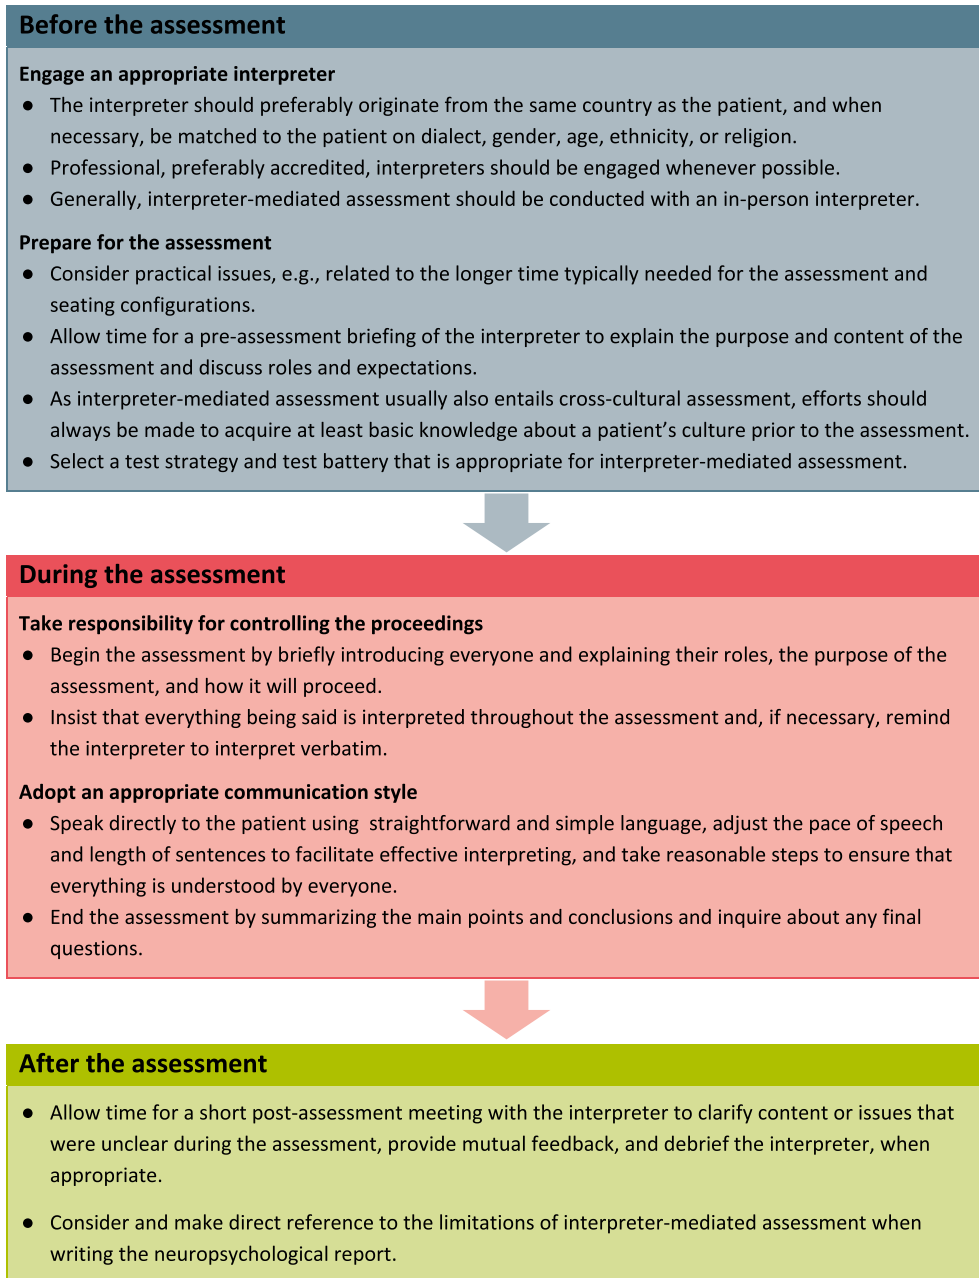 Before the assessment
Engage an appropriate interpreter
● The interpreter should preferably originate from the same country as the patient, and when
necessary, be matched to the patient on dialect, gender, age, ethnicity, or religion.
● Professional, preferably accredited, interpreters should be engaged whenever possible.
● Generally, interpreter-mediated assessment should be conducted with an in-person interpreter.
Prepare for the assessment
● Consider practical issues, e.g., related to the longer time typically needed for the assessment and
seating configurations.
● Allow time for a pre-assessment briefing of the interpreter to explain the purpose and content of the
assessment and discuss roles and expectations.
● As interpreter-mediated assessment usually also entails cross-cultural assessment, efforts should
always be made to acquire at least basic knowledge about a patient’s culture prior to the assessment.
● Select a test strategy and test battery that is appropriate for interpreter-mediated assessment.
During the assessment
Take responsibility for controlling the proceedings
● Begin the assessment by briefly introducing everyone and explaining their roles, the purpose of the
assessment, and how it will proceed.
● Insist that everything being said is interpreted throughout the assessment and, if necessary, remind
the interpreter to interpret verbatim.
Adopt an appropriate communication style
● Speak directly to the patient using  straightforward and simple language, adjust the pace of speech
and length of sentences to facilitate effective interpreting, and take reasonable steps to ensure that
everything is understood by everyone.
● End the assessment by summarizing the main points and conclusions and inquire about any final
questions.
After the assessment
● Allow time for a short post-assessment meeting with the interpreter to clarify content or issues that
were unclear during the assessment, provide mutual feedback, and debrief the interpreter, when
appropriate.
● Consider and make direct reference to the limitations of interpreter-mediated assessment when
writing the neuropsychological report.